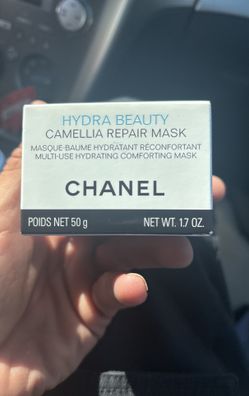 HYDRA BEAUTY
CAMELLIA REPAIR MASK
MASQUE-BAUME HYDRATANT RÉCONFORTANT
MULTI-USE HYDRATING COMFORTING MASK
CHANEL
POIDS NET 50 g NET WT. 1.7 OZ.